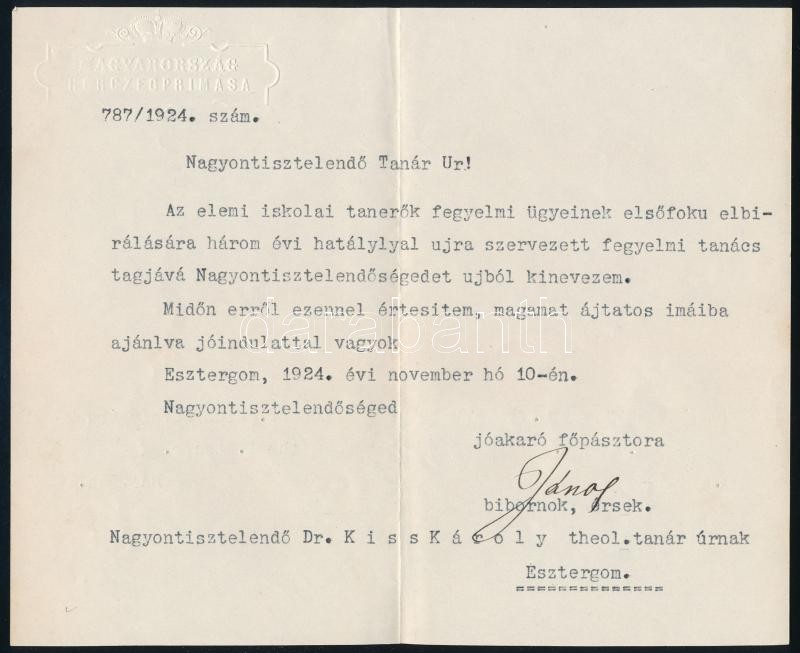 MAGYARORSZÁG
HERCZEGPRIMASA
787/1924. szám.
Nagyontisztelendő Tanár Ur!
Az elemi iskolai tanerők fegyelmi ügyeinek elsőfoku elbi-
rálására három évi hatálylyal ujra szervezett fegyelmi tanács
tagjává Nagyontisztelendőségedet ujból kinevezem.
Midőn erről ezennel értesitem, magamat ájtatos imáiba
ajánlva jóindulattal vagyok
darabanth
Esztergom, 1924. évi november hó 10-én.
Nagyontisztelendőséged
jóakaró főpásztora
János
bibornok, érsek.
Nagyontisztelendő Dr. K i s s K á r o l y theol.tanár úrnak
Esztergom.